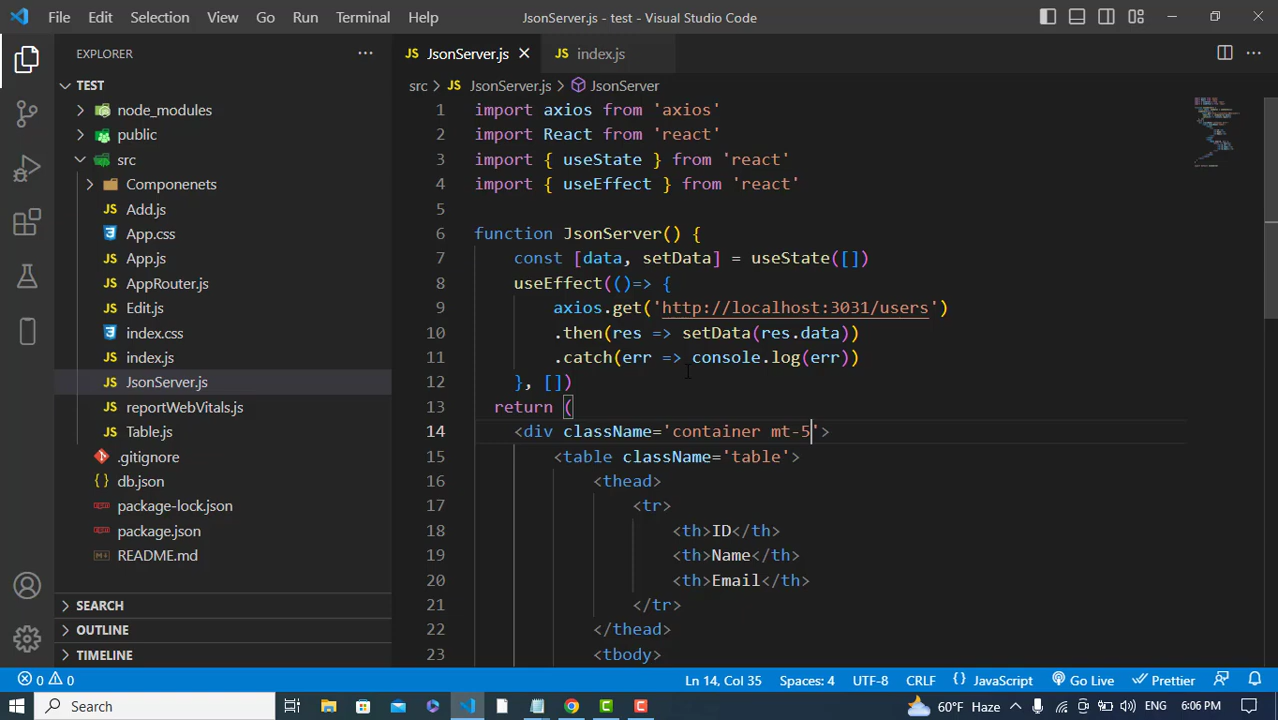 File Edit Selection View Go Run Terminal Help JsonServer.js - test - Visual Studio Code
EXPLORER
TEST
node_modules
public
src
Componenets
Add.js
App.css
App.js
AppRouter.js
Edit.js
index.css
index.js
JsonServer.js
reportWebVitals.js
Table.js
.gitignore
db.json
package-lock.json
package.json
README.md
SEARCH
OUTLINE
TIMELINE
JS JsonServer.js JS index.js
src > JS JsonServer.js > JsonServer
1 import axios from 'axios'
2 import React from 'react'
3 import { useState } from 'react'
4 import { useEffect } from 'react'
5
6 function JsonServer() {
7 const [data, setData] = useState([])
8 useEffect(()=> {
9 axios.get('http://localhost:3031/users')
10 .then(res => setData(res.data))
11 .catch(err => console.log(err))
12 }, [])
13 return (
14 <div className='container mt-5'>
15 <table className='table'>
16 <thead>
17 <tr>
18 <th>ID</th>
19 <th>Name</th>
20 <th>Email</th>
21 </tr>
22 </thead>
23 <tbody>
0 0 Ln 14, Col 35 Spaces: 4 UTF-8 CRLF {} JavaScript Go Live Prettier
Search 60°F Haze ENG 6:06 PM